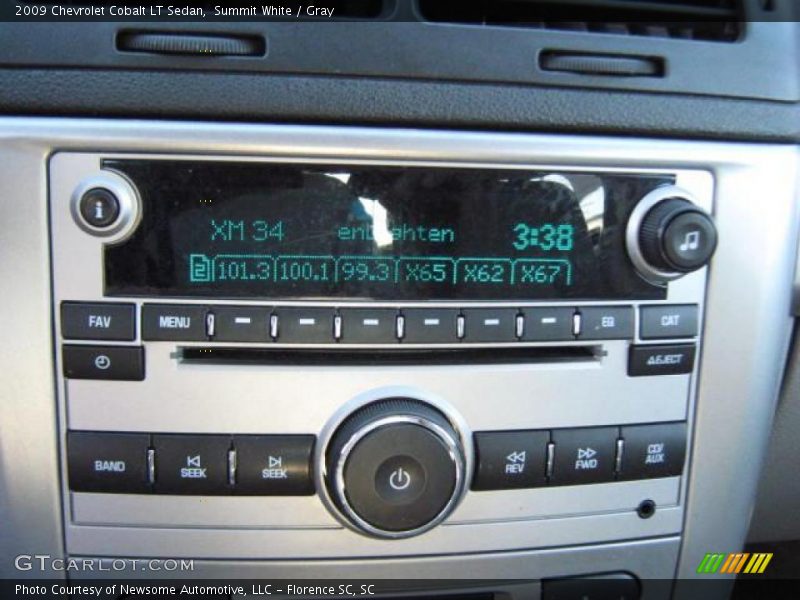 2009 Chevrolet Cobalt LT Sedan, Summit White / Gray
i
XM 34 enlighten 3:38
2 101.3 100.1 99.3 X65 X62 X67
FAV MENU EQ CAT
EJECT
BAND SEEK SEEK REV FWD CD/
AUX
GTCarLot.com
Photo Courtesy of Newsome Automotive, LLC - Florence SC, SC